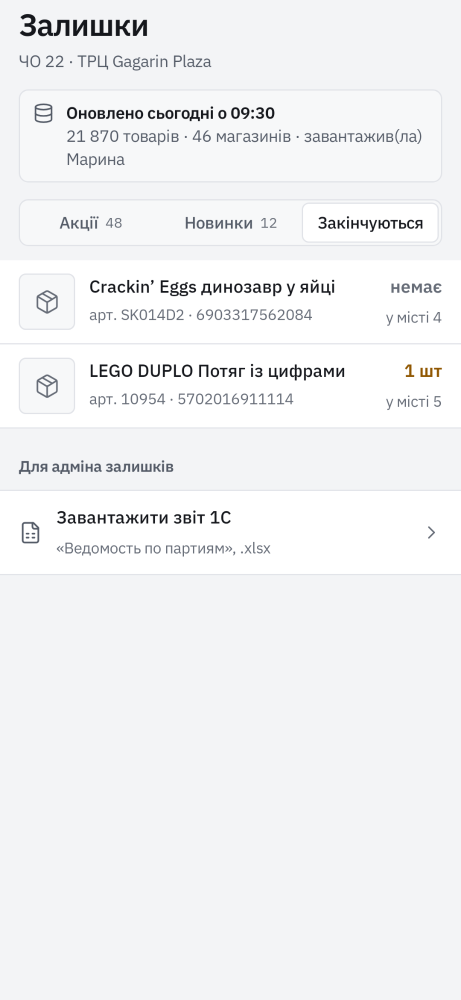 Залишки
ЧО 22 · ТРЦ Gagarin Plaza
Оновлено сьогодні о 09:30
21 870 товарів · 46 магазинів · завантажив(ла)
Марина
Акції 48
Новинки 12
Закінчуються
Crackin’ Eggs динозавр у яйці
немає
арт. SK014D2 · 6903317562084
у місті 4
LEGO DUPLO Потяг із цифрами
1 шт
арт. 10954 · 5702016911114
у місті 5
Для адміна залишків
Завантажити звіт 1С
«Ведомость по партиям», .xlsx